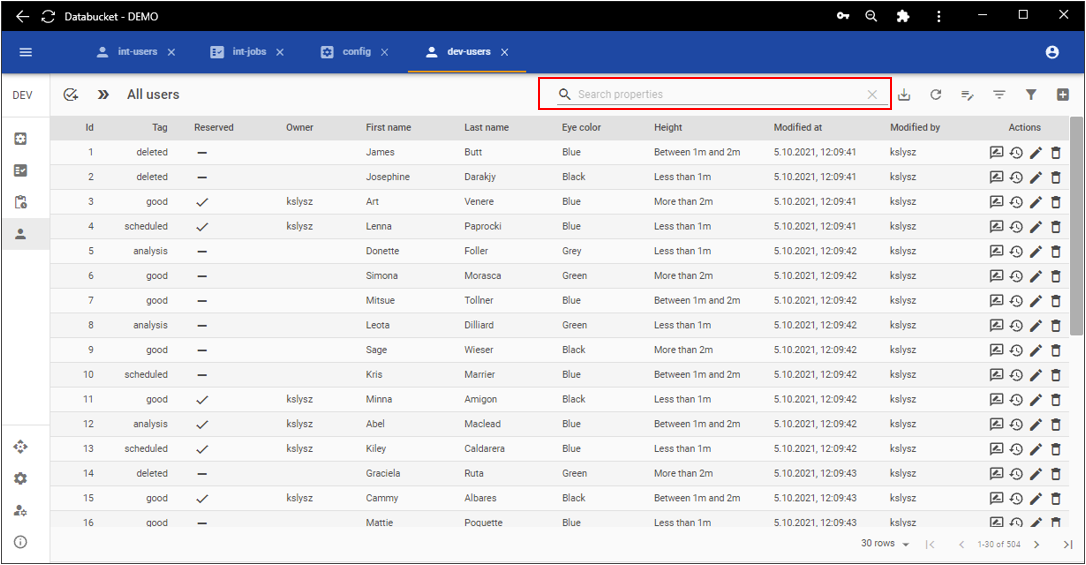 Databucket - DEMO
int-users int-jobs config dev-users
DEV All users Search properties
Id Tag Reserved Owner First name Last name Eye color Height Modified at Modified by Actions
1 deleted James Butt Blue Between 1m and 2m 5.10.2021, 12:09:41 kslysz
2 deleted Josephine Darakjy Black Less than 1m 5.10.2021, 12:09:41 kslysz
3 good kslysz Art Venere Blue More than 2m 5.10.2021, 12:09:41 kslysz
4 scheduled kslysz Lenna Paprocki Blue Less than 1m 5.10.2021, 12:09:41 kslysz
5 analysis Donette Foller Grey Less than 1m 5.10.2021, 12:09:42 kslysz
6 good Simona Morasca Green More than 2m 5.10.2021, 12:09:42 kslysz
7 good Mitsue Tollner Blue Between 1m and 2m 5.10.2021, 12:09:42 kslysz
8 analysis Leota Dilliard Green Less than 1m 5.10.2021, 12:09:42 kslysz
9 good Sage Wieser Black More than 2m 5.10.2021, 12:09:42 kslysz
10 scheduled Kris Marrier Blue Between 1m and 2m 5.10.2021, 12:09:42 kslysz
11 good kslysz Minna Amigon Black Less than 1m 5.10.2021, 12:09:42 kslysz
12 analysis kslysz Abel Maclead Blue Between 1m and 2m 5.10.2021, 12:09:42 kslysz
13 scheduled kslysz Kiley Caldarera Blue Less than 1m 5.10.2021, 12:09:42 kslysz
14 deleted Graciela Ruta Green More than 2m 5.10.2021, 12:09:43 kslysz
15 good kslysz Cammy Albares Black Between 1m and 2m 5.10.2021, 12:09:43 kslysz
16 good Mattie Poquette Blue Less than 1m 5.10.2021, 12:09:43 kslysz
30 rows 1-30 of 504